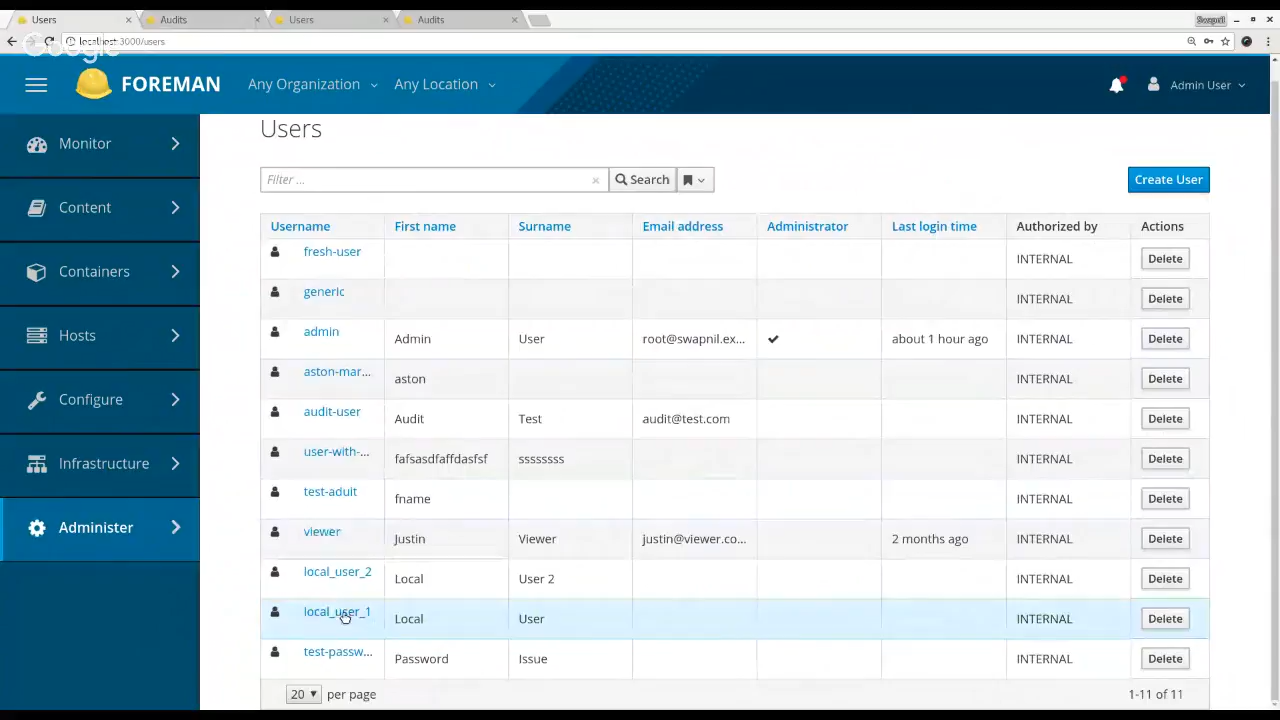 Users
Audits
Users
Audits
Swapnil
localhost:3000/users
Google
FOREMAN
Any Organization
Any Location
Admin User
Monitor
Content
Containers
Hosts
Configure
Infrastructure
Administer
Users
Filter ...
Search
Create User
Username First name Surname Email address Administrator Last login time Authorized by Actions
fresh-user INTERNAL Delete
generic INTERNAL Delete
admin Admin User root@swapnil.ex... about 1 hour ago INTERNAL Delete
aston-mar... aston INTERNAL Delete
audit-user Audit Test audit@test.com INTERNAL Delete
user-with-... fafsasdfaffdasfsf ssssssss INTERNAL Delete
test-aduit fname INTERNAL Delete
viewer Justin Viewer justin@viewer.co... 2 months ago INTERNAL Delete
local_user_2 Local User 2 INTERNAL Delete
local_user_1 Local User INTERNAL Delete
test-passw... Password Issue INTERNAL Delete
20 per page
1-11 of 11